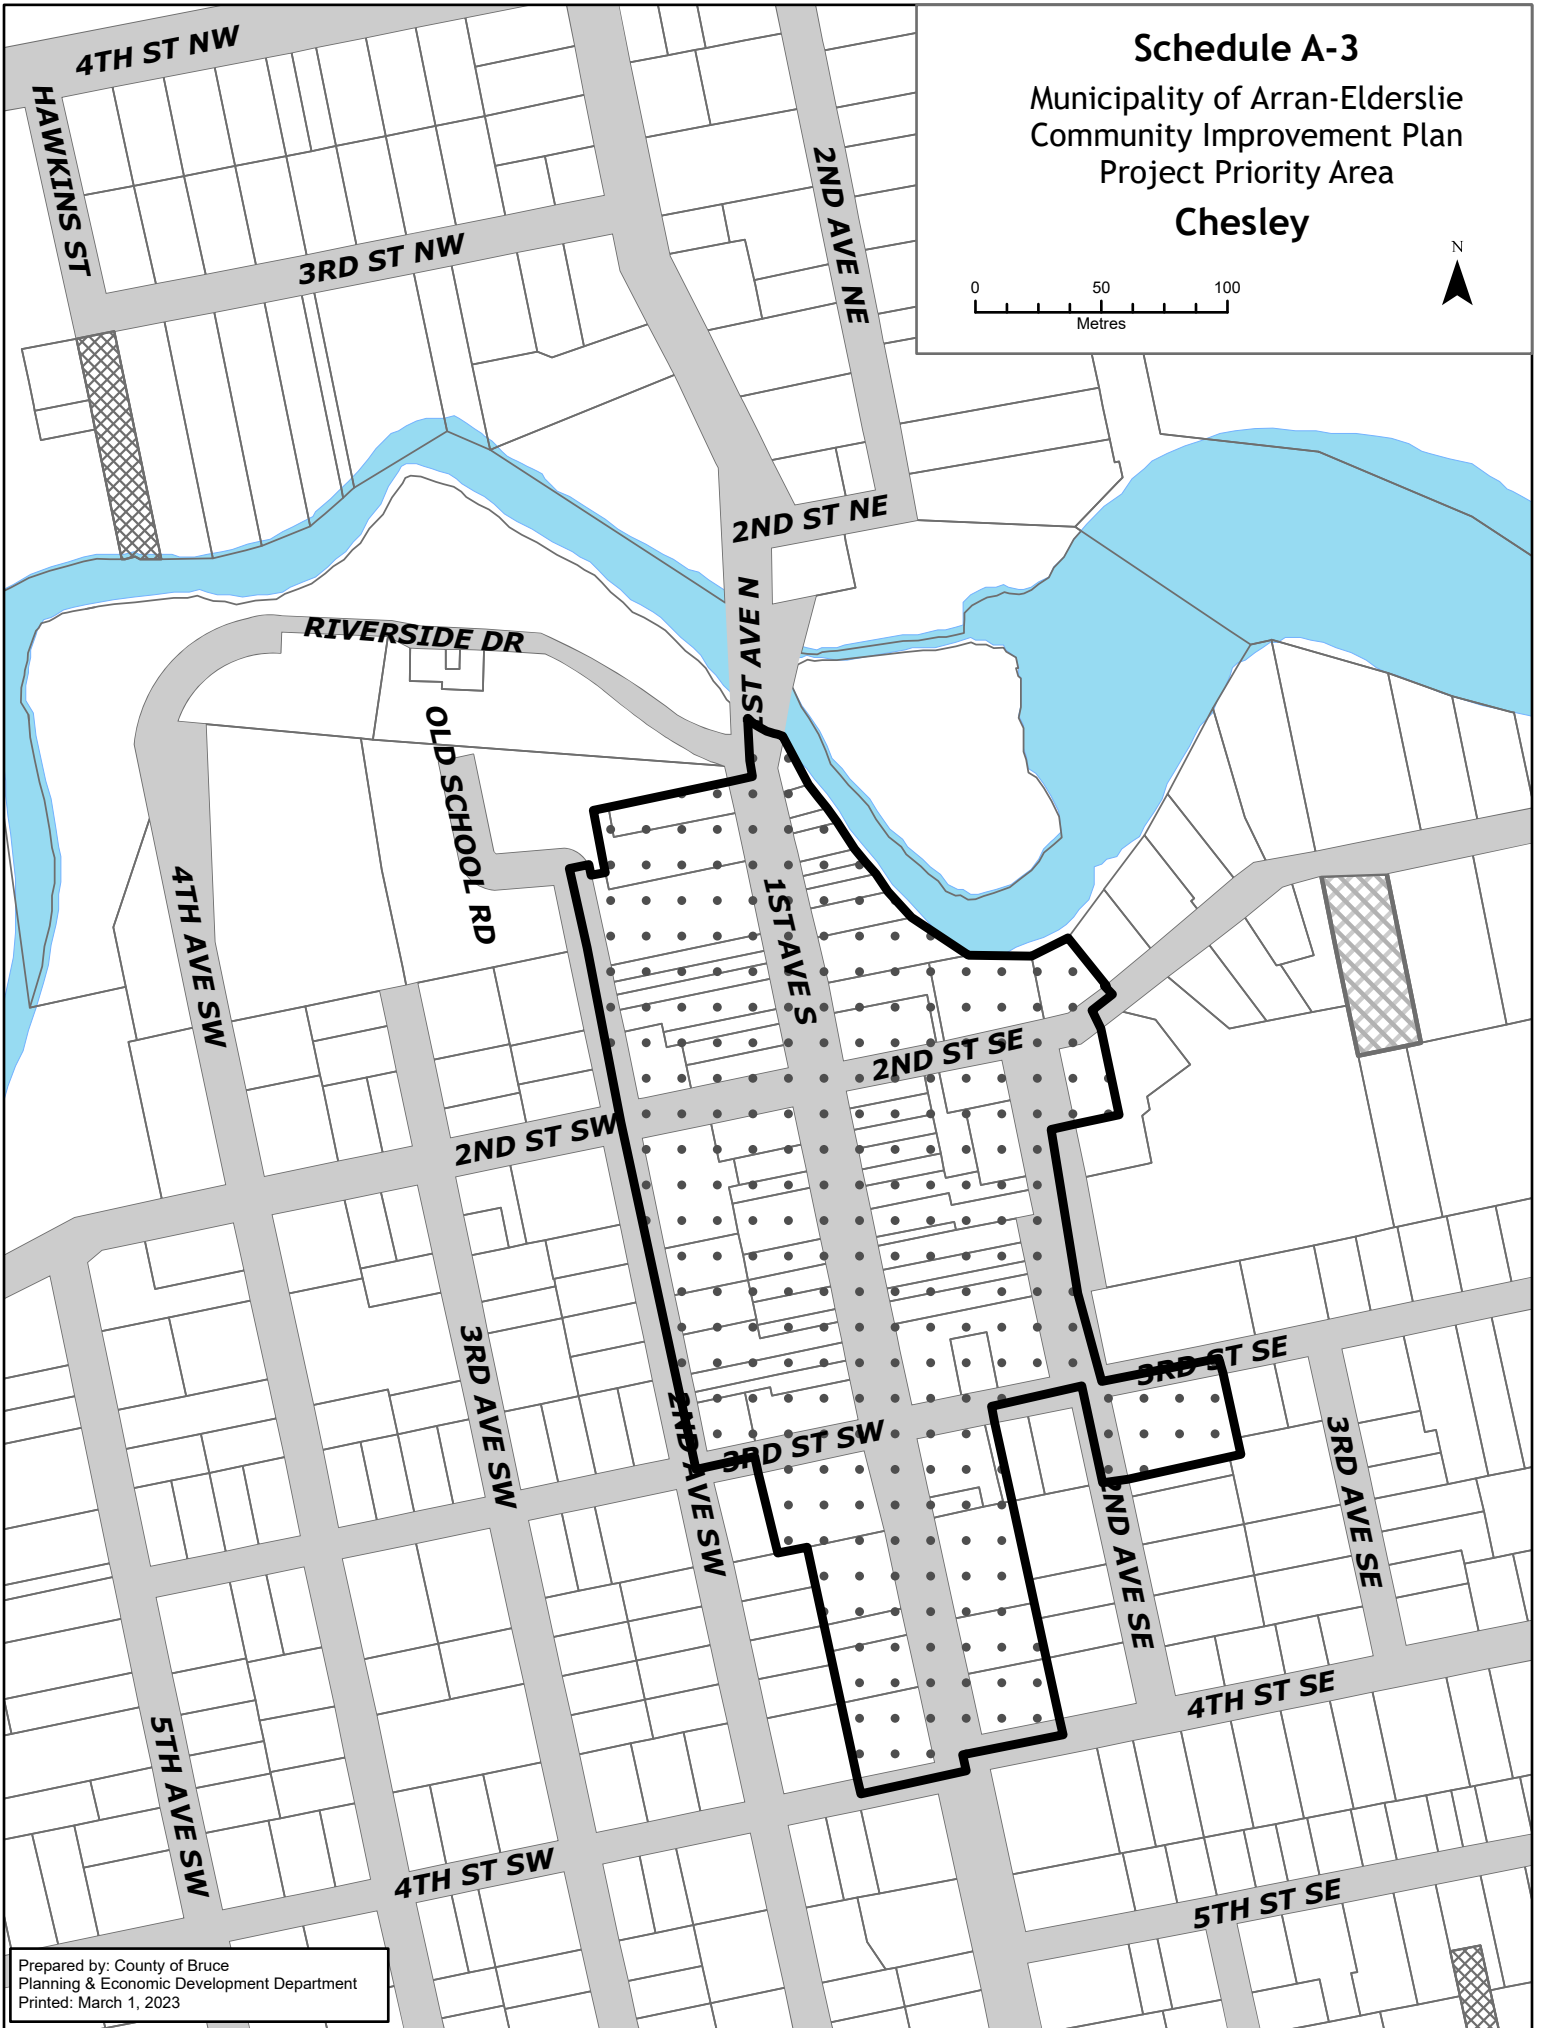 Schedule A-3
Municipality of Arran-Elderslie
Community Improvement Plan
Project Priority Area
Chesley
N
0 50 100
Metres
4TH ST NW
HAWKINS ST
3RD ST NW
2ND AVE NE
2ND ST NE
1ST AVE N
RIVERSIDE DR
OLD SCHOOL RD
4TH AVE SW
1ST AVE S
2ND ST SE
2ND ST SW
3RD AVE SW
3RD ST SE
2ND AVE SW
3RD ST SW
3RD AVE SE
2ND AVE SE
4TH ST SE
5TH AVE SW
4TH ST SW
5TH ST SE
Prepared by: County of Bruce
Planning & Economic Development Department
Printed: March 1, 2023